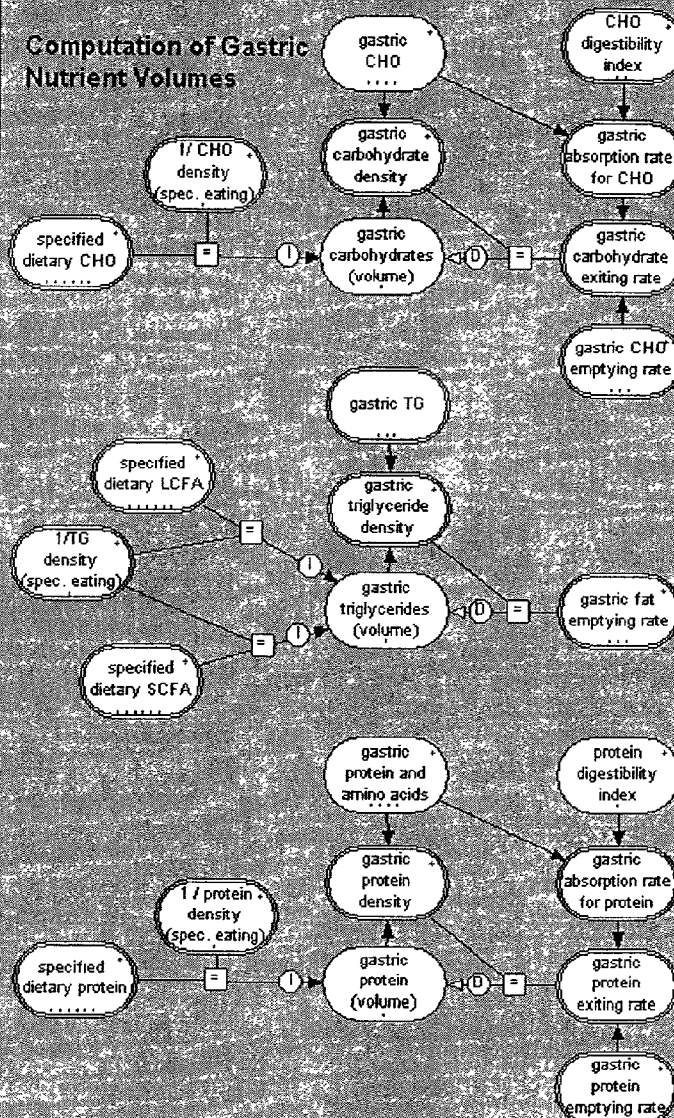 Computation of Gastric
Nutrient Volumes
gastric
CHO
CHO
digestibility
index
1/ CHO
density
(spec. eating)
gastric
carbohydrate
density
gastric
absorption rate
for CHO
specified
dietary CHO
=
I
gastric
carbohydrates
(volume)
D
=
gastric
carbohydrate
exiting rate
gastric CHO
emptying rate
gastric TG
specified
dietary LCFA
gastric
triglyceride
density
1/TG
density
(spec. eating)
=
I
gastric
triglycerides
(volume)
D
=
gastric fat
emptying rate
=
I
specified
dietary SCFA
gastric
protein and
amino acids
protein
digestibility
index
1 / protein
density
(spec. eating)
gastric
protein
density
gastric
absorption rate
for protein
specified
dietary protein
=
I
gastric
protein
(volume)
D
=
gastric
protein
exiting rate
gastric
protein
emptying rate